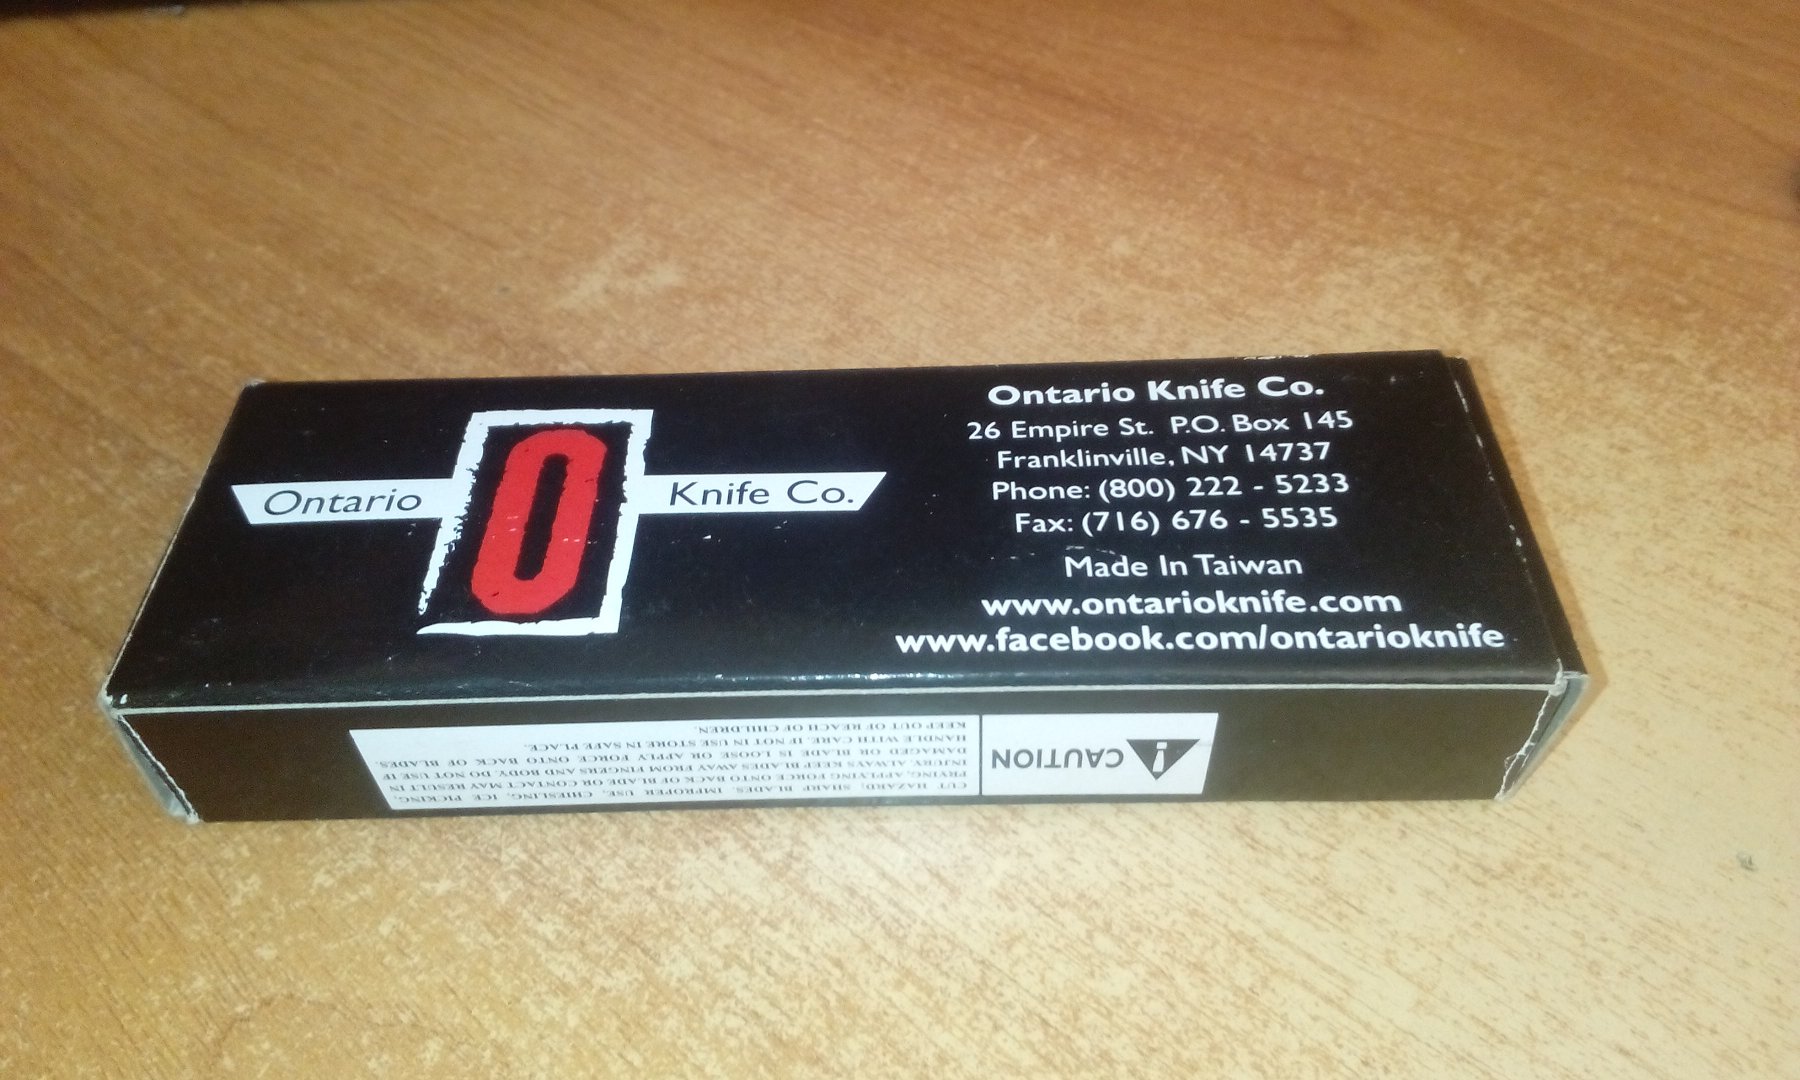 Ontario O Knife Co.
Ontario Knife Co.
26 Empire St. P.O. Box 145
Franklinville, NY 14737
Phone: (800) 222 - 5233
Fax: (716) 676 - 5535
Made In Taiwan
www.ontarioknife.com
www.facebook.com/ontarioknife
! CAUTION
CUT HAZARD, SHARP BLADES. IMPROPER USE, CHIESLING, ICE PICKING,
PRYING, APPLYING FORCE ONTO BACK OF BLADE OR CONTACT MAY RESULT IN
INJURY. ALWAYS KEEP BLADES AWAY FROM FINGERS AND BODY. DO NOT USE IF
DAMAGED OR BLADE IS LOOSE OR APPLY FORCE ONTO BACK OF BLADES.
HANDLE WITH CARE. IF NOT IN USE STORE IN SAFE PLACE.
KEEP OUT OF REACH OF CHILDREN.